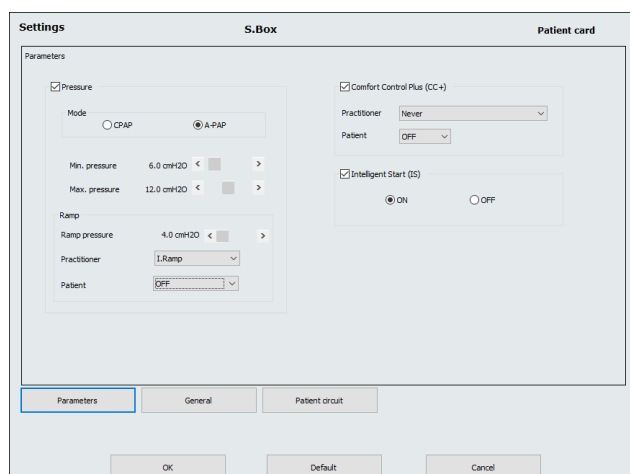 Settings
S.Box
Patient card
Parameters
Pressure
Mode
CPAP
A-PAP
Min. pressure 6.0 cmH2O
Max. pressure 12.0 cmH2O
Ramp
Ramp pressure 4.0 cmH2O
Practitioner I.Ramp
Patient OFF
Comfort Control Plus (CC+)
Practitioner Never
Patient OFF
Intelligent Start (IS)
ON OFF
Parameters General Patient circuit
OK Default Cancel